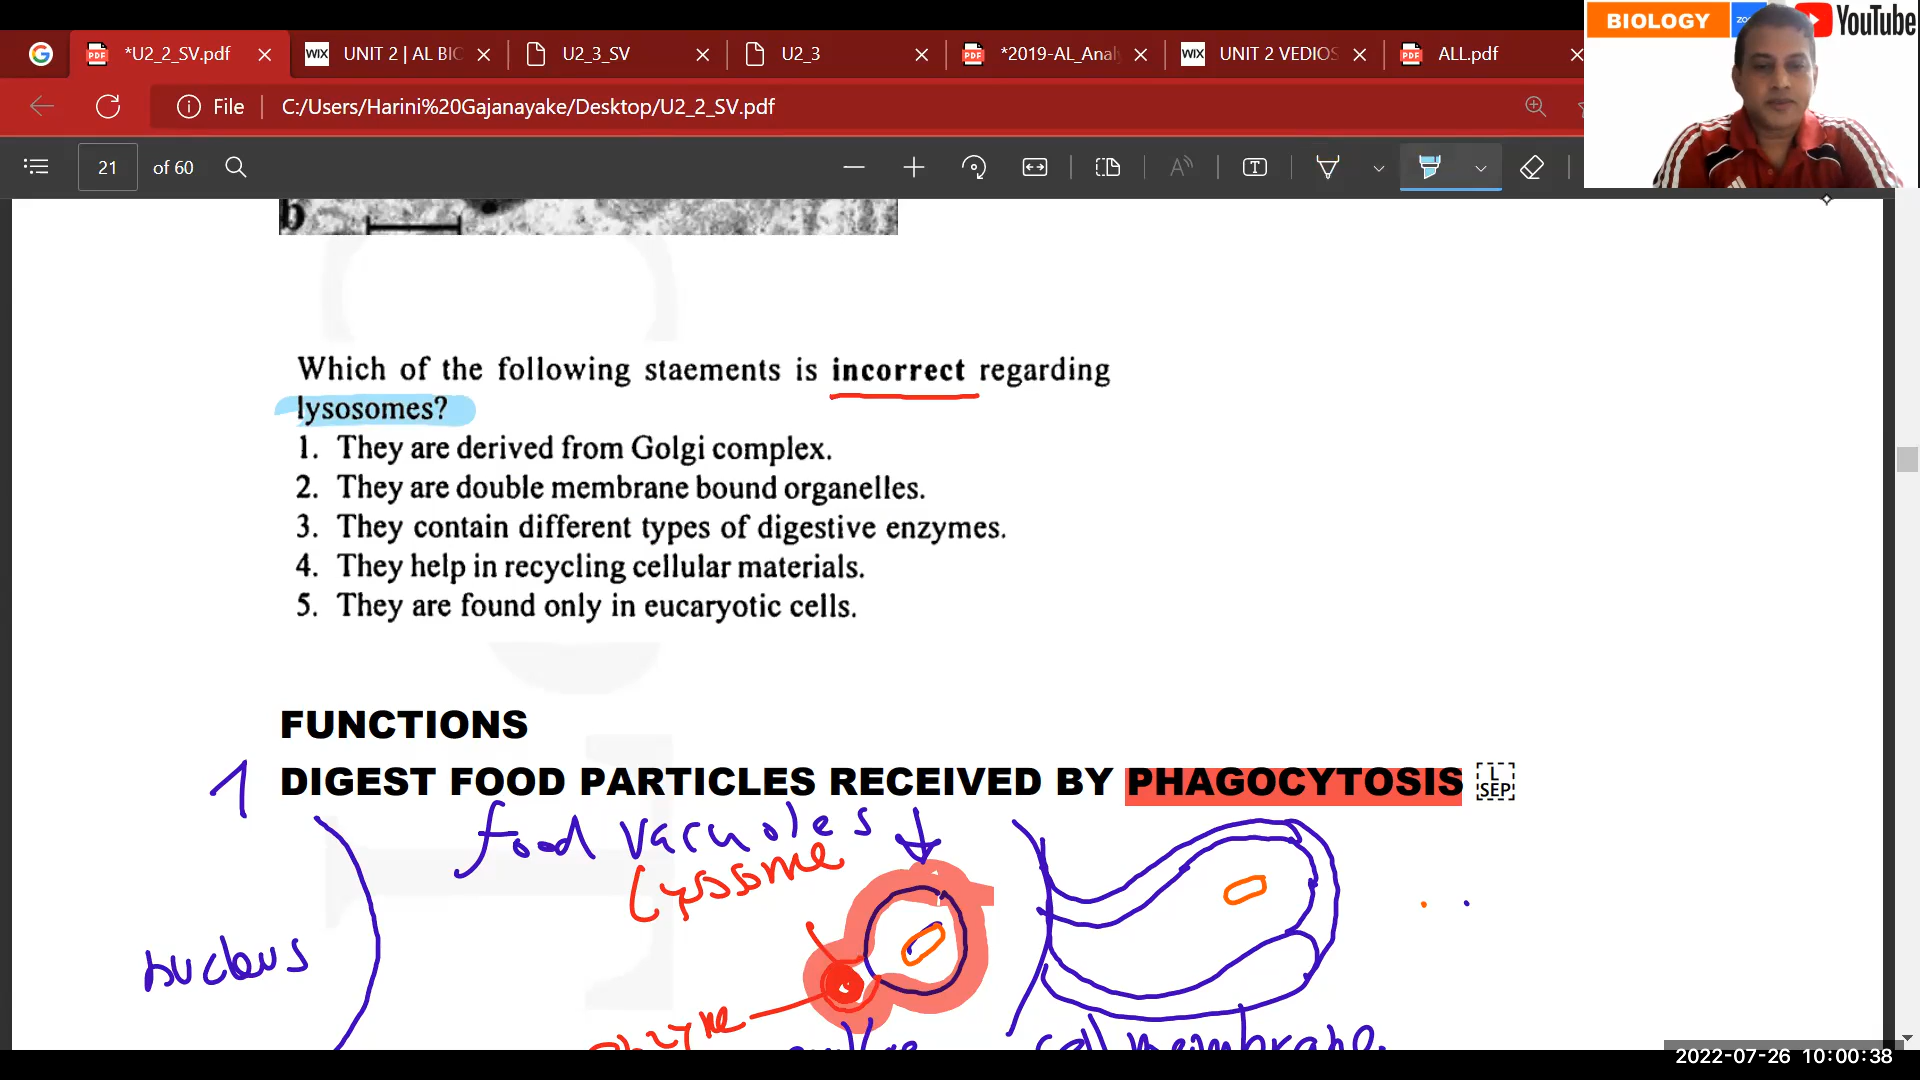 BIOLOGY
YouTube
*U2_2_SV.pdf
UNIT 2 | AL BIC
U2_3_SV
U2_3
*2019-AL_Analy
UNIT 2 VEDIOS
ALL.pdf
File
C:/Users/Harini%20Gajanayake/Desktop/U2_2_SV.pdf
21 of 60
b
Which of the following staements is incorrect regarding
lysosomes?
1. They are derived from Golgi complex.
2. They are double membrane bound organelles.
3. They contain different types of digestive enzymes.
4. They help in recycling cellular materials.
5. They are found only in eucaryotic cells.
FUNCTIONS
1 DIGEST FOOD PARTICLES RECEIVED BY PHAGOCYTOSIS L SEP
food vacuoles
Lysosome
nucleus
cell membrane
2022-07-26 10:00:38